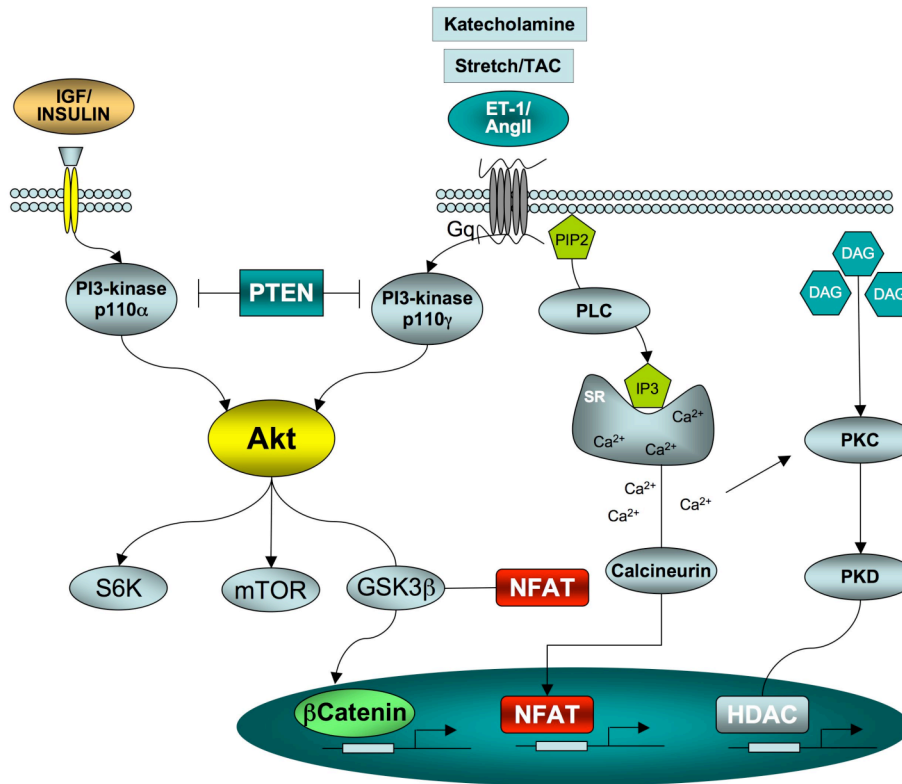 Katecholamine
Stretch/TAC
IGF/
INSULIN
ET-1/
AngII
Gq
PIP2
DAG
DAG
DAG
PI3-kinase
p110α
PTEN
PI3-kinase
p110γ
PLC
IP3
SR
Ca2+
Ca2+
Ca2+
Akt
PKC
Ca2+
Ca2+
Ca2+
S6K
mTOR
GSK3β
NFAT
Calcineurin
PKD
βCatenin
NFAT
HDAC